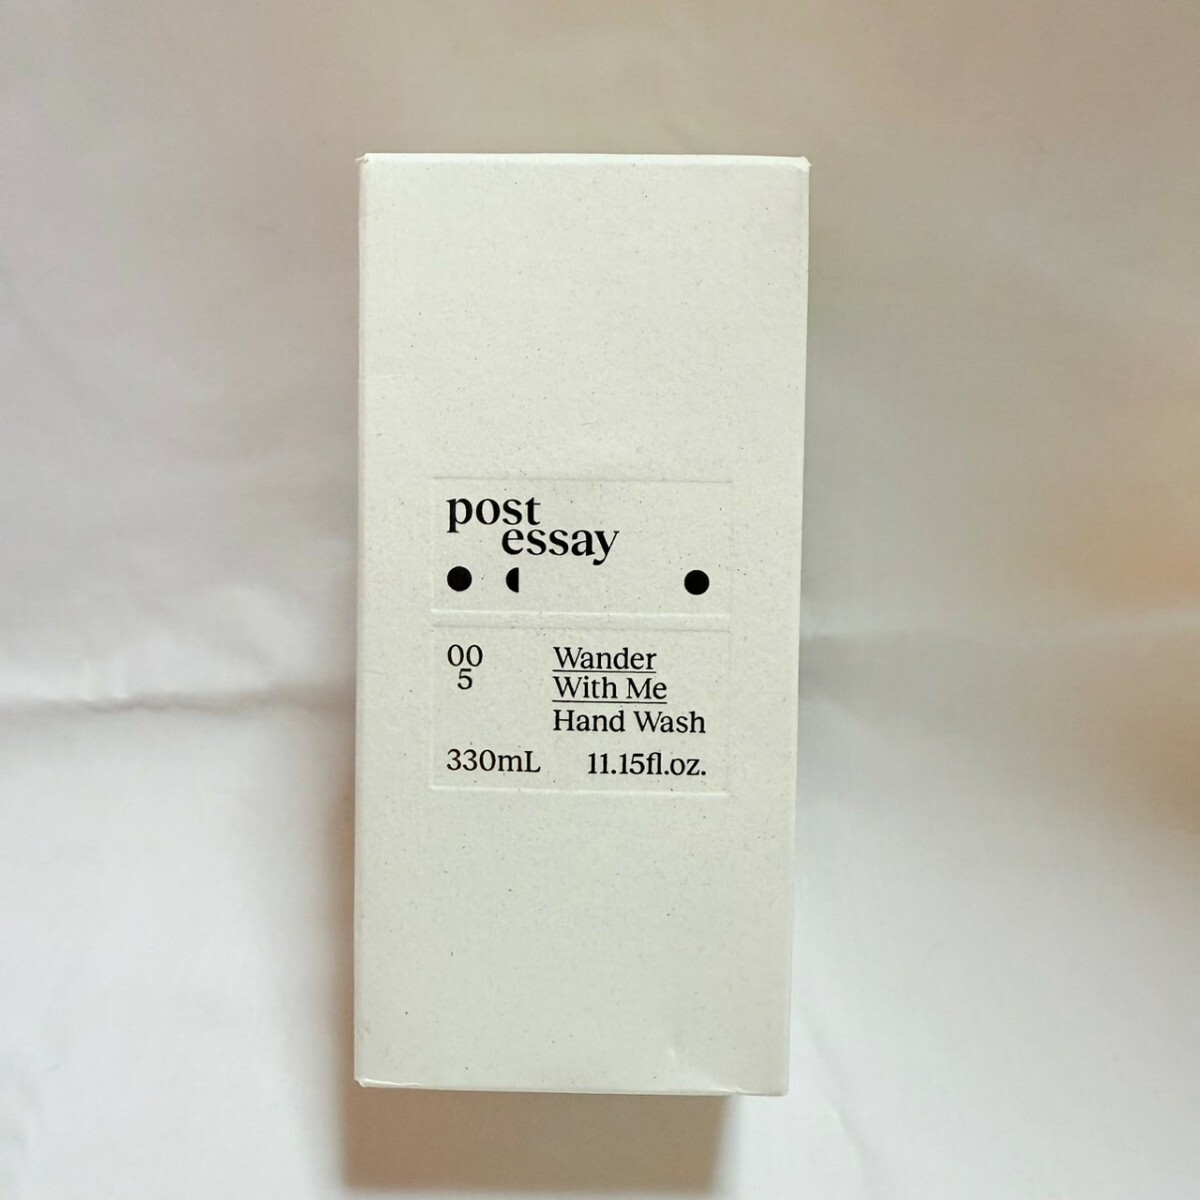 post
essay
00
5
Wander
With Me
Hand Wash
330mL 11.15fl.oz.